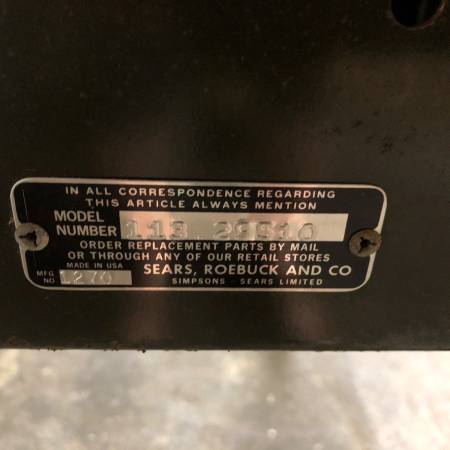 IN ALL CORRESPONDENCE REGARDING
THIS ARTICLE ALWAYS MENTION
MODEL NUMBER 113.
ORDER REPLACEMENT PARTS BY MAIL
OR THROUGH ANY OF OUR RETAIL STORES
MADE IN USA SEARS, ROEBUCK AND CO
MFG NO 1270 SIMPSONS - SEARS LIMITED